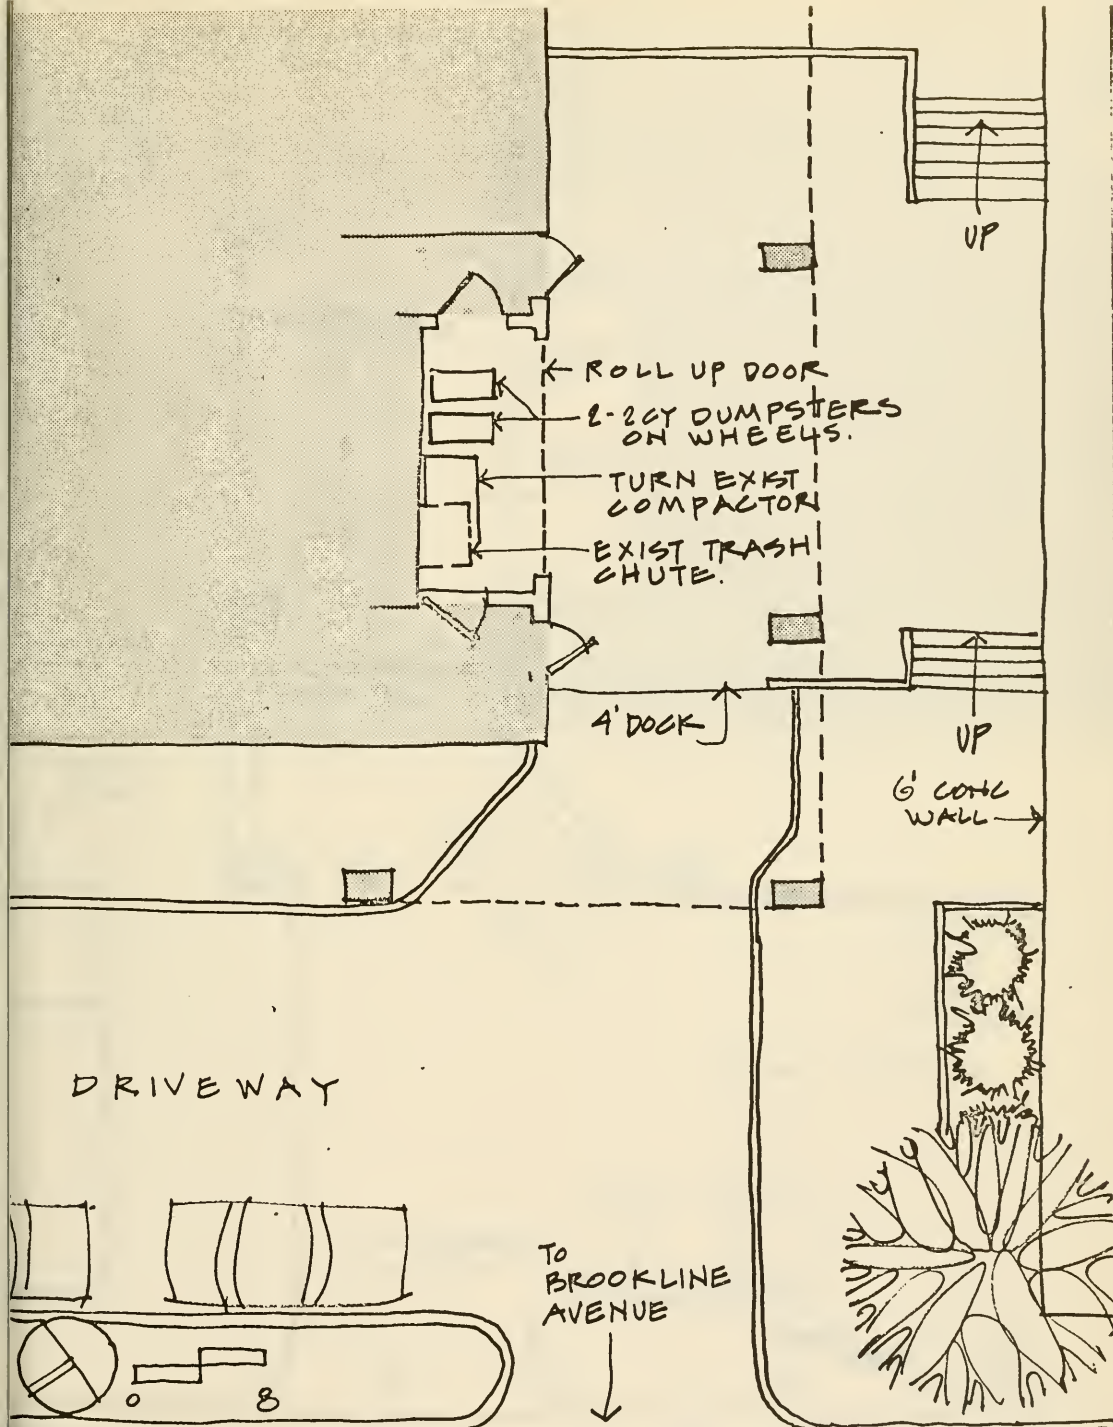 UP
ROLL UP DOOR
2-2CY DUMPSTERS
ON WHEELS.
TURN EXIST
COMPACTOR
EXIST TRASH
CHUTE.
4' DOCK
UP
6' CONC
WALL
DRIVEWAY
TO
BROOKLINE
AVENUE
0 8